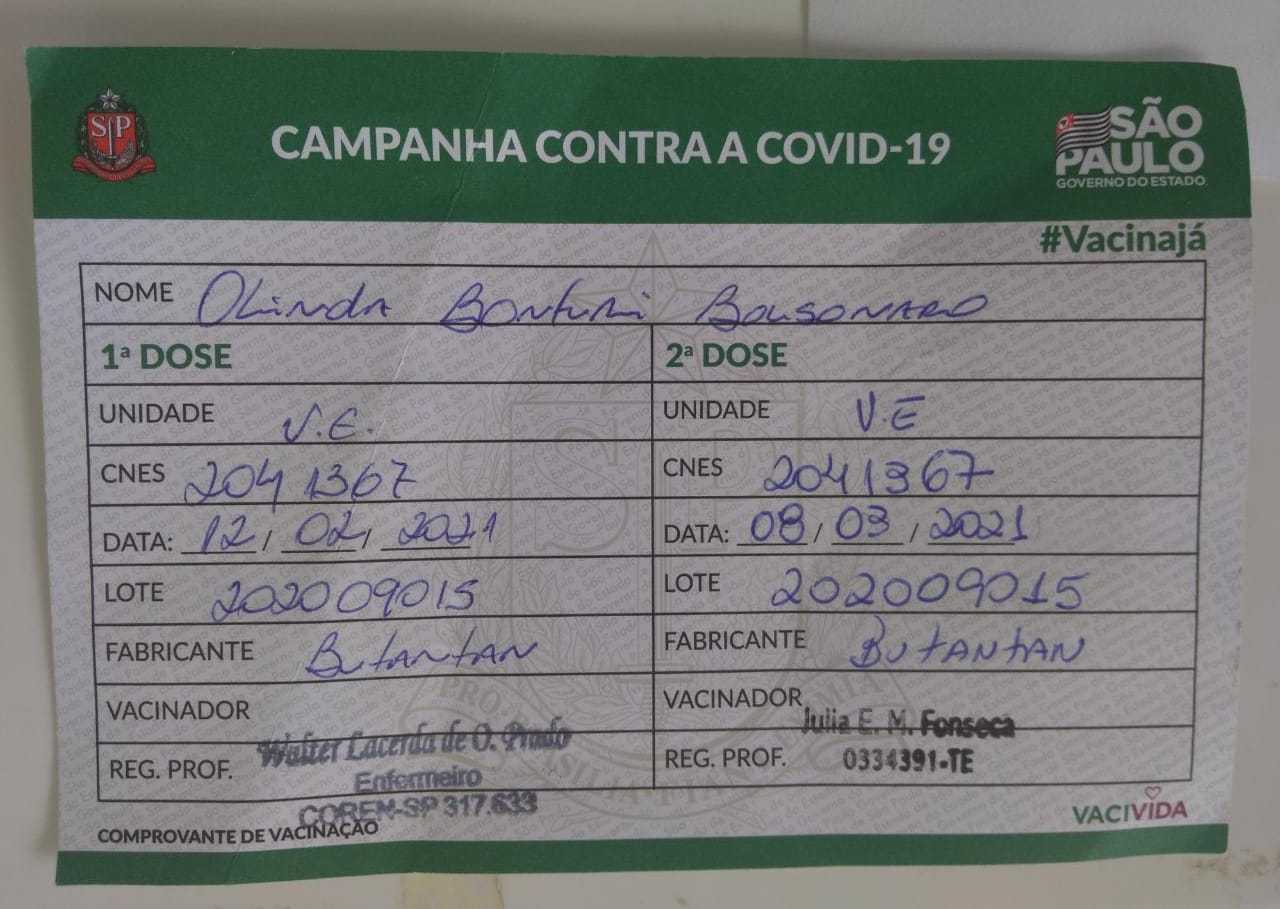 SP
CAMPANHA CONTRA A COVID-19
SÃO PAULO
GOVERNO DO ESTADO
#Vacinajá
NOME Olinda Bonturi Bolsonaro
1ª DOSE 2ª DOSE
UNIDADE V.E. UNIDADE V.E
CNES 2041367 CNES 2041367
DATA: 12/02/2021 DATA: 08/03/2021
LOTE 202009015 LOTE 202009015
FABRICANTE Butantan FABRICANTE Butantan
VACINADOR VACINADOR Julia E. M. Fonseca
Walter Lacerda de O. Prado
REG. PROF. Enfermeiro REG. PROF. 0334391-TE
COREN-SP 317.633
COMPROVANTE DE VACINAÇÃO
VACIVIDA